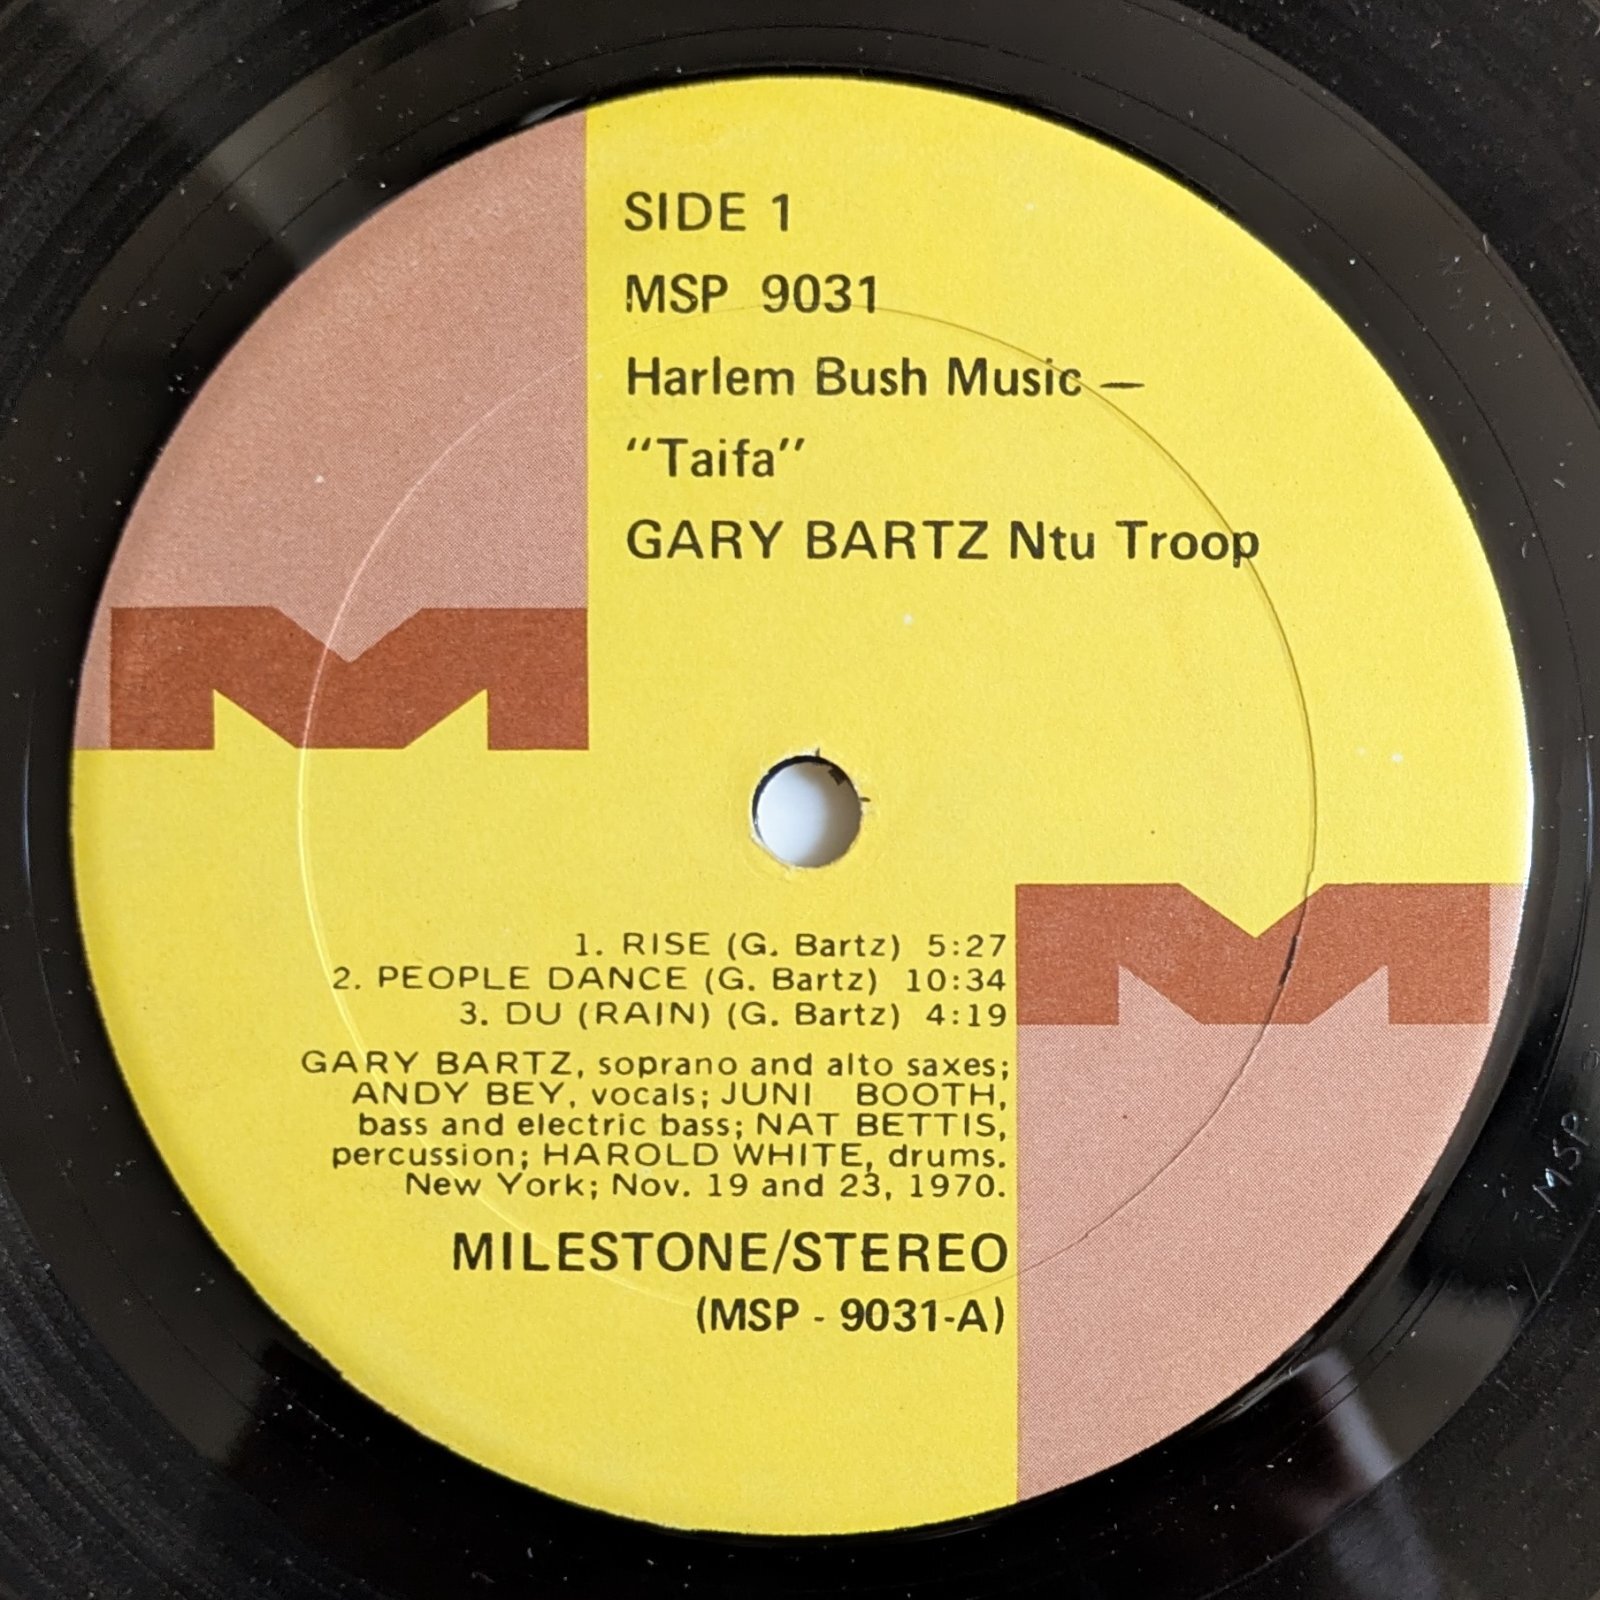 SIDE 1
MSP 9031
Harlem Bush Music —
“Taifa”
GARY BARTZ Ntu Troop
1. RISE (G. Bartz) 5:27
2. PEOPLE DANCE (G. Bartz) 10:34
3. DU (RAIN) (G. Bartz) 4:19
GARY BARTZ, soprano and alto saxes;
ANDY BEY, vocals; JUNI BOOTH,
bass and electric bass; NAT BETTIS,
percussion; HAROLD WHITE, drums.
New York; Nov. 19 and 23, 1970.
MILESTONE/STEREO
(MSP - 9031-A)
MSP